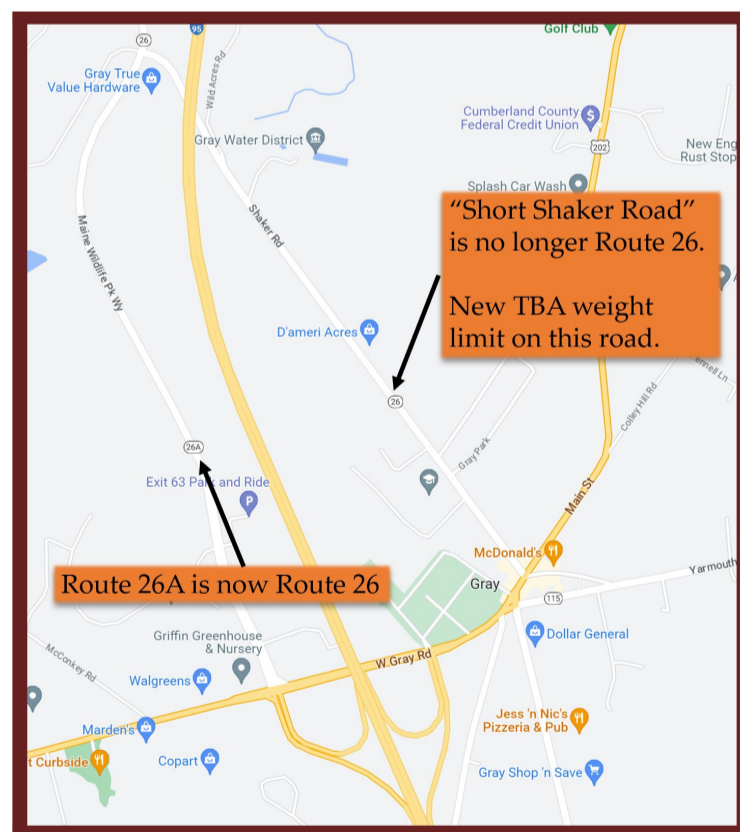 Golf Club
26
95
Gray True
Value Hardware
Wild Acres Rd
Cumberland County
Federal Credit Union
Gray Water District
202
New Eng
Rust Stop
Splash Car Wash
"Short Shaker Road"
is no longer Route 26.
New TBA weight
limit on this road.
Shaker Rd
Maine Wildlife Pk Wy
D'ameri Acres
ennell Ln
26
Colley Hill Rd
26A
Gray Park
Exit 63 Park and Ride
P
Main St
McDonald's
Route 26A is now Route 26
Gray
Yarmouth
115
Griffin Greenhouse
& Nursery
Dollar General
McConkey Rd
W Gray Rd
Walgreens
Jess 'n Nic's
Pizzeria & Pub
Marden's
t Curbside
Copart
Gray Shop 'n Save